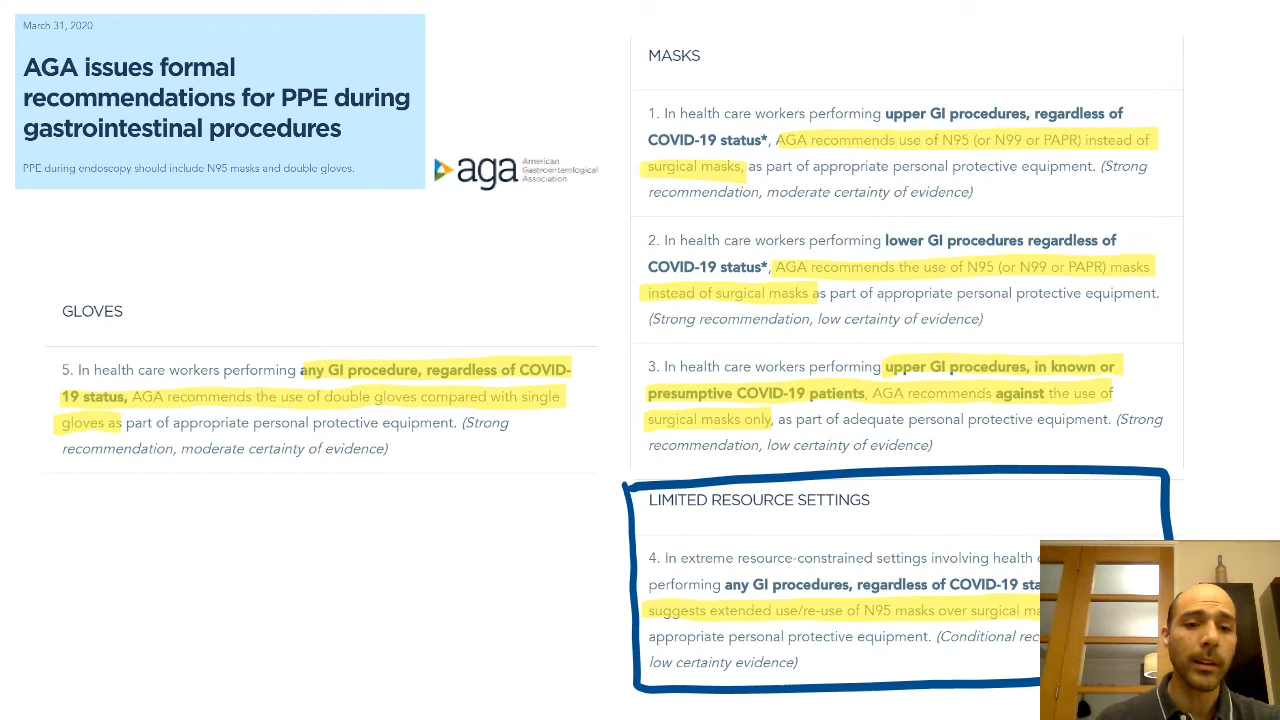 March 31, 2020
AGA issues formal
recommendations for PPE during
gastrointestinal procedures
PPE during endoscopy should include N95 masks and double gloves.
aga
American
Gastroenterological
Association
GLOVES
5. In health care workers performing any GI procedure, regardless of COVID-
19 status, AGA recommends the use of double gloves compared with single
gloves as part of appropriate personal protective equipment. (Strong
recommendation, moderate certainty of evidence)
MASKS
1. In health care workers performing upper GI procedures, regardless of
COVID-19 status*, AGA recommends use of N95 (or N99 or PAPR) instead of
surgical masks, as part of appropriate personal protective equipment. (Strong
recommendation, moderate certainty of evidence)
2. In health care workers performing lower GI procedures regardless of
COVID-19 status*, AGA recommends the use of N95 (or N99 or PAPR) masks
instead of surgical masks as part of appropriate personal protective equipment.
(Strong recommendation, low certainty of evidence)
3. In health care workers performing upper GI procedures, in known or
presumptive COVID-19 patients, AGA recommends against the use of
surgical masks only, as part of adequate personal protective equipment. (Strong
recommendation, low certainty of evidence)
LIMITED RESOURCE SETTINGS
4. In extreme resource-constrained settings involving health
performing any GI procedures, regardless of COVID-19
suggests extended use/re-use of N95 masks over surgical
appropriate personal protective equipment. (Conditional
low certainty evidence)